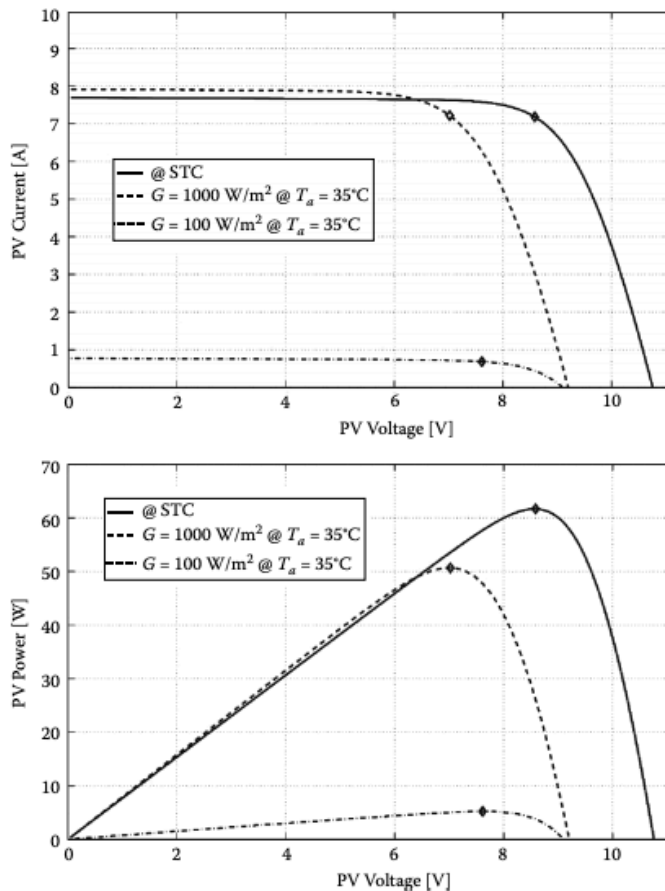 10
9
8
7
6
5
4
3
2
1
0
PV Current [A]
@ STC
G = 1000 W/m² @ Tₐ = 35°C
G = 100 W/m² @ Tₐ = 35°C
0 2 4 6 8 10
PV Voltage [V]
70
60
50
40
30
20
10
0
PV Power [W]
@ STC
G = 1000 W/m² @ Tₐ = 35°C
G = 100 W/m² @ Tₐ = 35°C
0 2 4 6 8 10
PV Voltage [V]